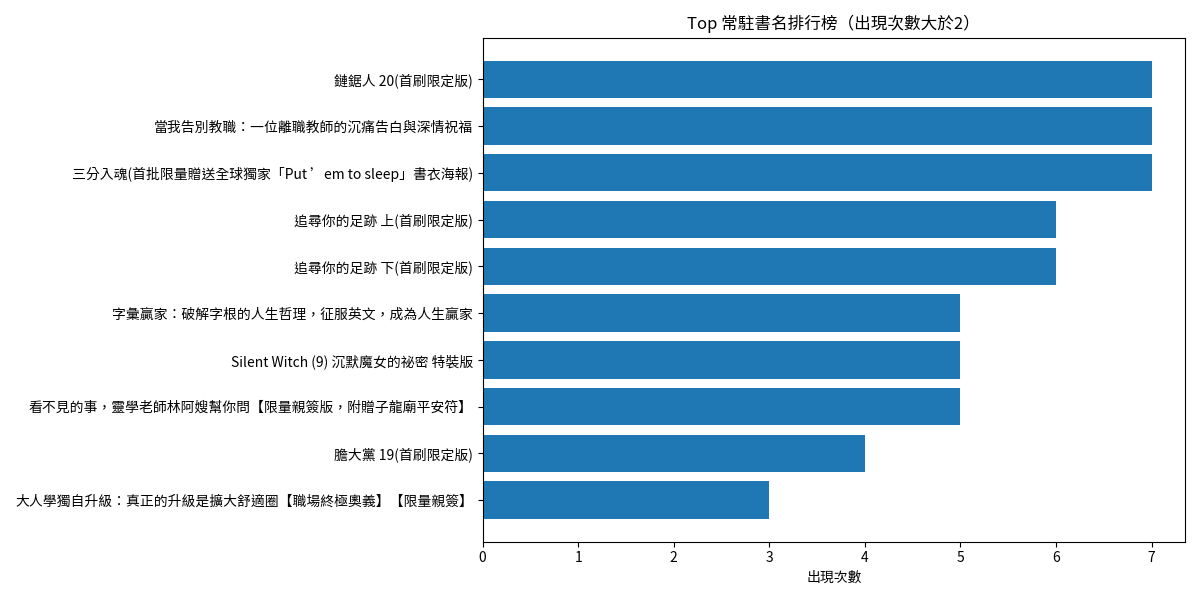 Top 常駐書名排行榜（出現次數大於2）
鏈鋸人 20(首刷限定版)
當我告別教職：一位離職教師的沉痛告白與深情祝福
三分入魂(首批限量贈送全球獨家「Put ’em to sleep」書衣海報)
追尋你的足跡 上(首刷限定版)
追尋你的足跡 下(首刷限定版)
字彙贏家：破解字根的人生哲理，征服英文，成為人生贏家
Silent Witch (9) 沉默魔女的祕密 特裝版
看不見的事，靈學老師林阿嫂幫你問【限量親簽版，附贈子龍廟平安符】
膽大黨 19(首刷限定版)
大人學獨自升級：真正的升級是擴大舒適圈【職場終極奧義】【限量親簽】
0 1 2 3 4 5 6 7
出現次數